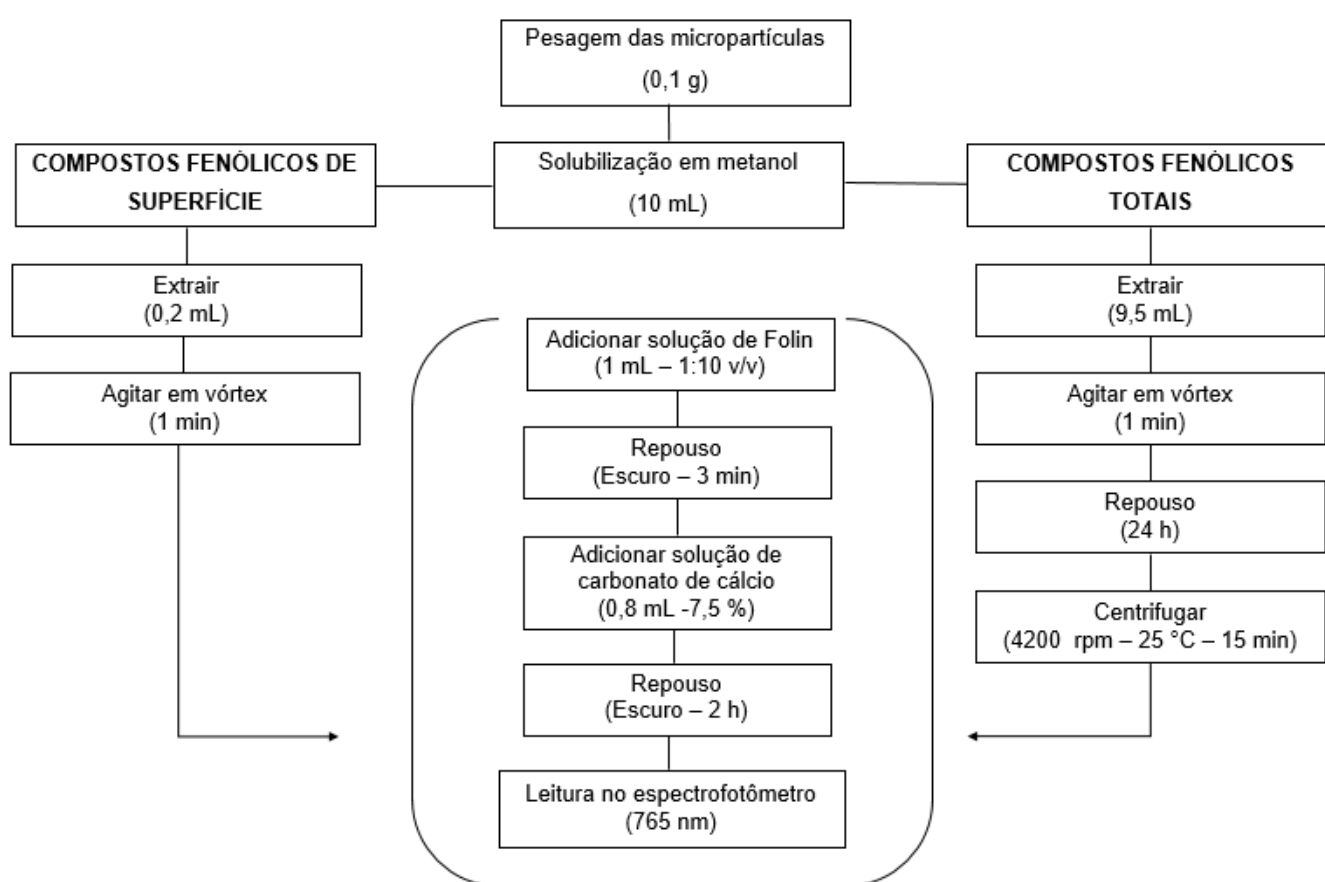 Pesagem das micropartículas
(0,1 g)
Solubilização em metanol
(10 mL)
COMPOSTOS FENÓLICOS DE
SUPERFÍCIE
Extrair
(0,2 mL)
Agitar em vórtex
(1 min)
COMPOSTOS FENÓLICOS
TOTAIS
Extrair
(9,5 mL)
Agitar em vórtex
(1 min)
Repouso
(24 h)
Centrifugar
(4200 rpm – 25 °C – 15 min)
Adicionar solução de Folin
(1 mL – 1:10 v/v)
Repouso
(Escuro – 3 min)
Adicionar solução de
carbonato de cálcio
(0,8 mL -7,5 %)
Repouso
(Escuro – 2 h)
Leitura no espectrofotômetro
(765 nm)